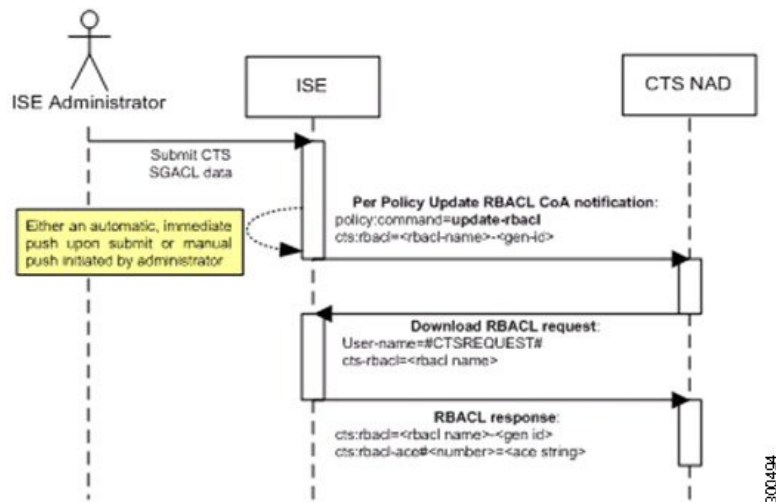 ISE Administrator
ISE
CTS NAD
Submit CTS
SGACL data
Either an automatic, immediate
push upon submit or manual
push initiated by administrator
Per Policy Update RBACL CoA notification:
policy:command=update-rbacl
cts:rbacl=<rbacl-name>-<gen-id>
Download RBACL request:
User-name=#CTSREQUEST#
cts-rbacl=<rbacl name>
RBACL response:
cts:rbacl=<rbacl name>-<gen id>
cts:rbacl-ace#<number>=<ace string>
300494